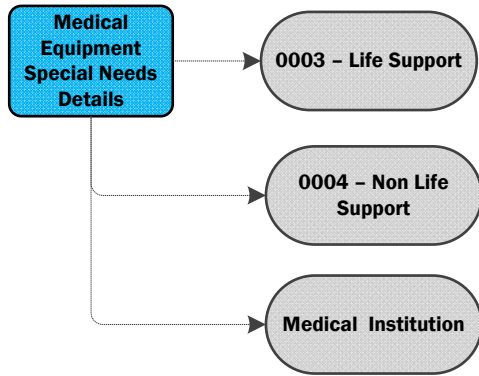 Medical
Equipment
Special Needs
Details
0003 – Life Support
0004 – Non Life
Support
Medical  Institution